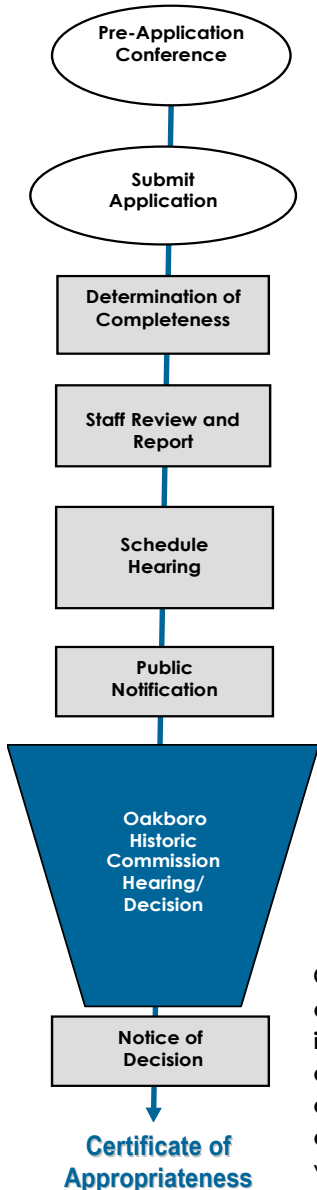 Pre-Application
Conference
Submit
Application
Determination of
Completeness
Staff Review and
Report
Schedule
Hearing
Public
Notification
Oakboro
Historic
Commission
Hearing/
Decision
Notice of
Decision
Certificate of
Appropriateness